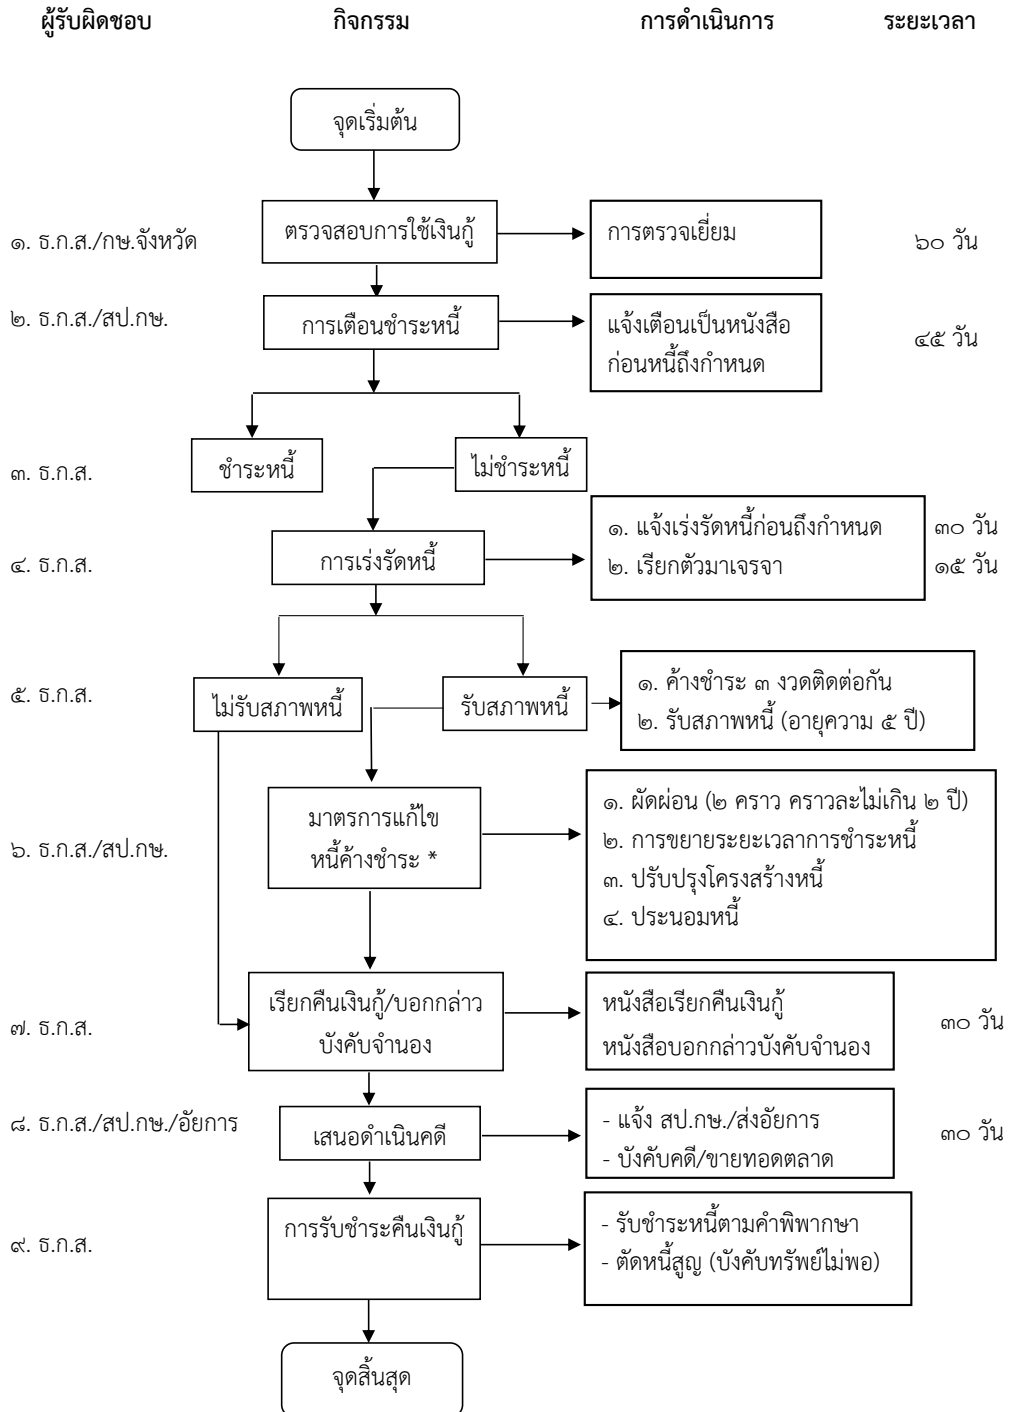 ผู้รับผิดชอบ กิจกรรม การดำเนินการ ระยะเวลา
จุดเริ่มต้น
๑. ธ.ก.ส./กษ.จังหวัด ตรวจสอบการใช้เงินกู้ การตรวจเยี่ยม ๖๐ วัน
๒. ธ.ก.ส./สป.กษ. การเตือนชำระหนี้ แจ้งเตือนเป็นหนังสือ
ก่อนหนี้ถึงกำหนด ๔๕ วัน
๓. ธ.ก.ส. ชำระหนี้ ไม่ชำระหนี้
๔. ธ.ก.ส. การเร่งรัดหนี้ ๑. แจ้งเร่งรัดหนี้ก่อนถึงกำหนด ๓๐ วัน
๒. เรียกตัวมาเจรจา ๑๕ วัน
๕. ธ.ก.ส. ไม่รับสภาพหนี้ รับสภาพหนี้ ๑. ค้างชำระ ๓ งวดติดต่อกัน
๒. รับสภาพหนี้ (อายุความ ๕ ปี)
๖. ธ.ก.ส./สป.กษ. มาตรการแก้ไข
หนี้ค้างชำระ *
๑. ผัดผ่อน (๒ คราว คราวละไม่เกิน ๒ ปี)
๒. การขยายระยะเวลาการชำระหนี้
๓. ปรับปรุงโครงสร้างหนี้
๔. ประนอมหนี้
๗. ธ.ก.ส. เรียกคืนเงินกู้/บอกกล่าว
บังคับจำนอง
หนังสือเรียกคืนเงินกู้
หนังสือบอกกล่าวบังคับจำนอง ๓๐ วัน
๘. ธ.ก.ส./สป.กษ./อัยการ เสนอดำเนินคดี - แจ้ง สป.กษ./ส่งอัยการ
- บังคับคดี/ขายทอดตลาด ๓๐ วัน
๙. ธ.ก.ส. การรับชำระคืนเงินกู้ - รับชำระหนี้ตามคำพิพากษา
- ตัดหนี้สูญ (บังคับทรัพย์ไม่พอ)
จุดสิ้นสุด